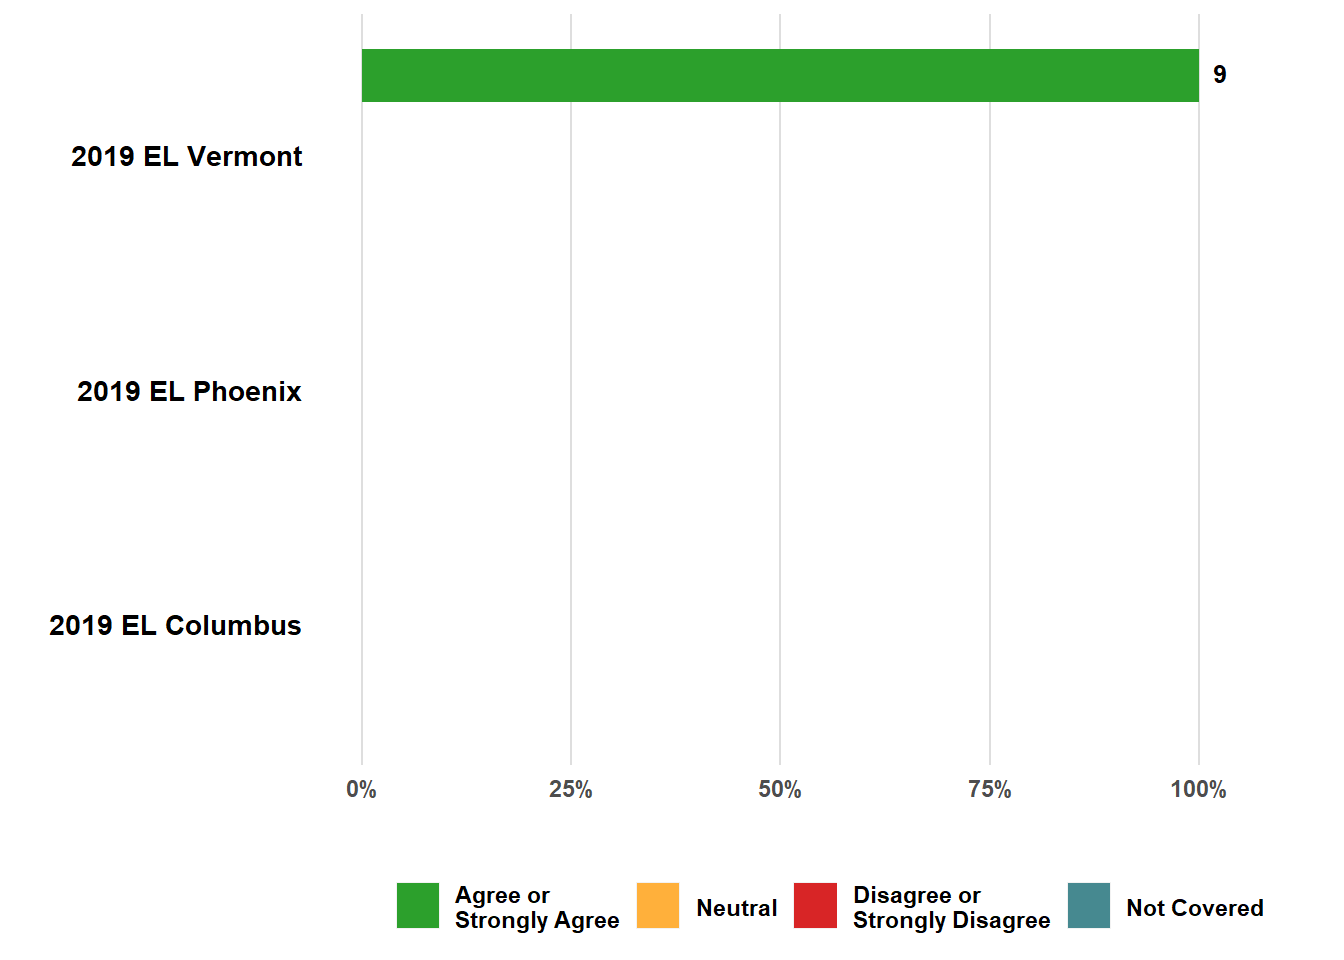 9
2019 EL Vermont
2019 EL Phoenix
2019 EL Columbus
0% 25% 50% 75% 100%
Agree or
Strongly Agree
Neutral
Disagree or
Strongly Disagree
Not Covered